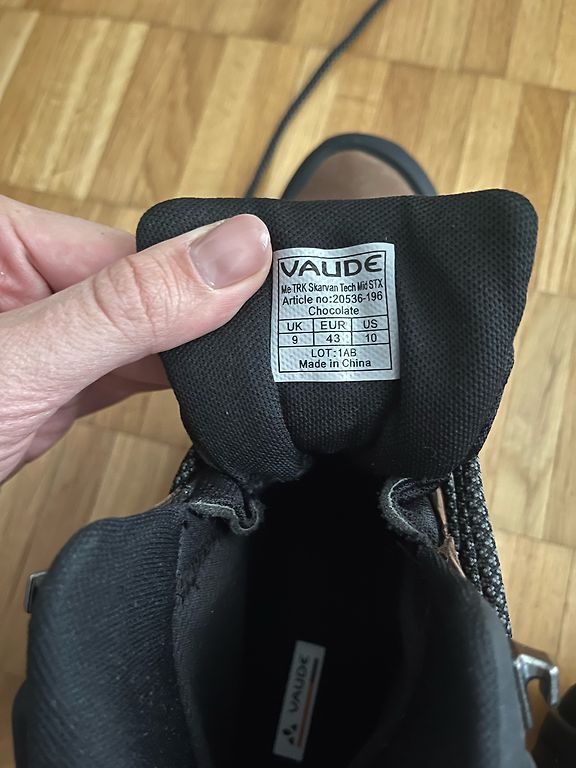 VAUDE
Me TRK Skarvan Tech Mid STX
Article no:20536-196
Chocolate
UK EUR US
9 43 10
LOT:1AB
Made in China
VAUDE